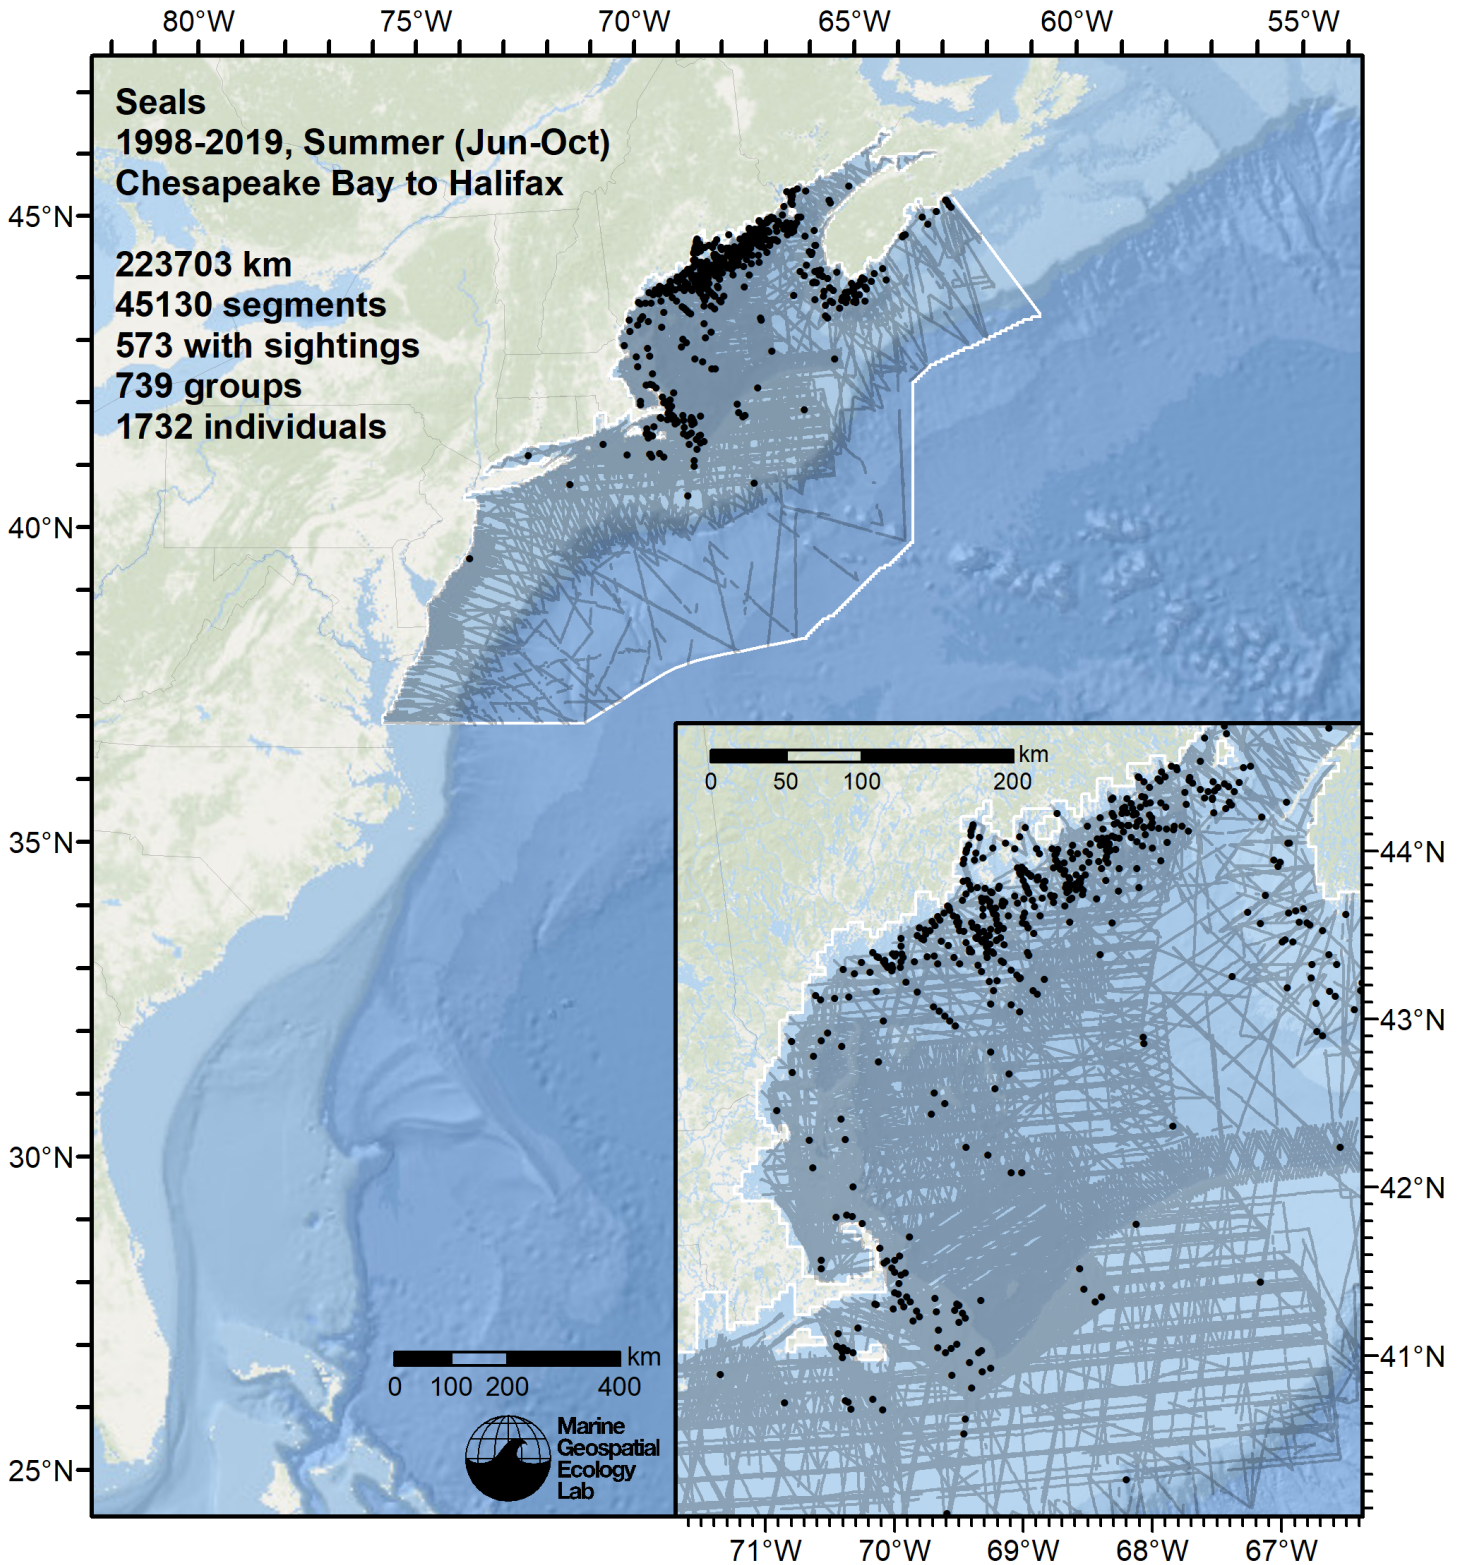 80°W 75°W 70°W 65°W 60°W 55°W
Seals
1998-2019, Summer (Jun-Oct)
Chesapeake Bay to Halifax
223703 km
45130 segments
573 with sightings
739 groups
1732 individuals
45°N
40°N
35°N
30°N
25°N
km
0 50 100 200
44°N
43°N
42°N
41°N
km
0 100 200 400
Marine
Geospatial
Ecology
Lab
71°W 70°W 69°W 68°W 67°W